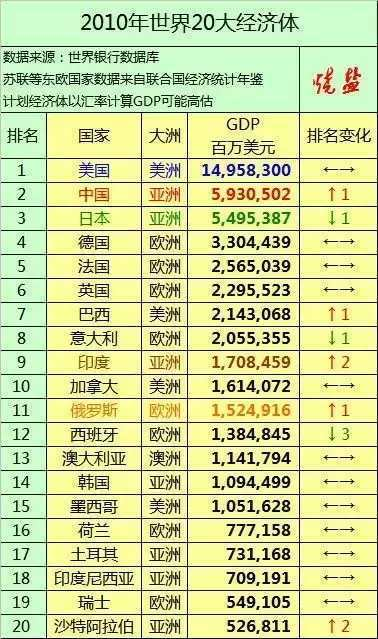 2010年世界20大经济体
数据来源：世界银行数据库
苏联等东欧国家数据来自联合国经济统计年鉴
计划经济体以汇率计算GDP可能高估
烧盐
排名 国家 大洲 GDP 百万美元 排名变化
1 美国 美洲 14,958,300 ←→
2 中国 亚洲 5,930,502 ↑1
3 日本 亚洲 5,495,387 ↓1
4 德国 欧洲 3,304,439 ←→
5 法国 欧洲 2,565,039 ←→
6 英国 欧洲 2,295,523 ←→
7 巴西 美洲 2,143,068 ↑1
8 意大利 欧洲 2,055,355 ↓1
9 印度 亚洲 1,708,459 ↑2
10 加拿大 美洲 1,614,072 ←→
11 俄罗斯 欧洲 1,524,916 ↑1
12 西班牙 欧洲 1,384,845 ↓3
13 澳大利亚 澳洲 1,141,794 ←→
14 韩国 亚洲 1,094,499 ←→
15 墨西哥 美洲 1,051,628 ←→
16 荷兰 欧洲 777,158 ←→
17 土耳其 亚洲 731,168 ←→
18 印度尼西亚 亚洲 709,191 ←→
19 瑞士 欧洲 549,105 ←→
20 沙特阿拉伯 亚洲 526,811 ↑2